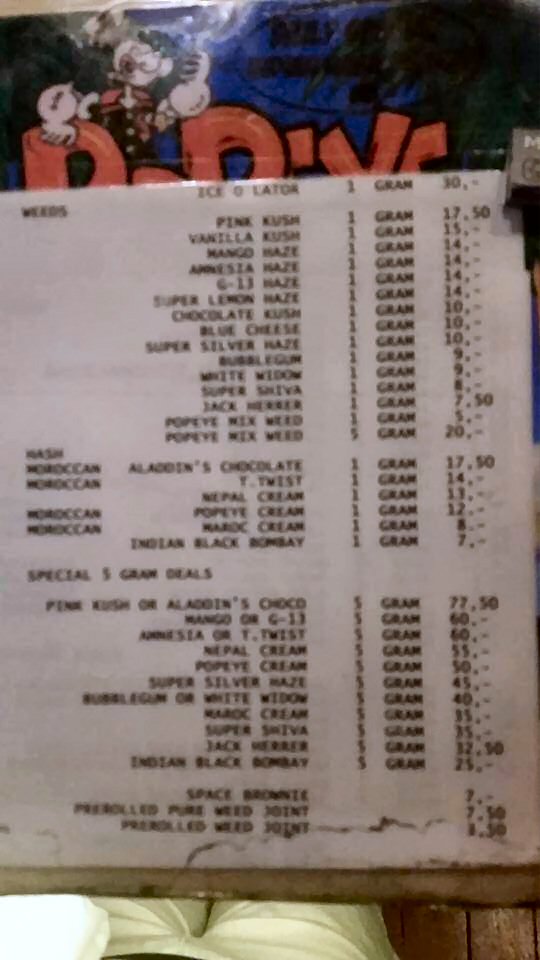 POPEYE
ICE O LATOR 1 GRAM 30,-
WEEDS
PINK KUSH 1 GRAM 17,50
VANILLA KUSH 1 GRAM 15,-
MANGO HAZE 1 GRAM 14,-
AMNESIA HAZE 1 GRAM 14,-
G-13 HAZE 1 GRAM 14,-
SUPER LEMON HAZE 1 GRAM 14,-
CHOCOLATE KUSH 1 GRAM 10,-
BLUE CHEESE 1 GRAM 10,-
SUPER SILVER HAZE 1 GRAM 10,-
BUBBLEGUM 1 GRAM 9,-
WHITE WIDOW 1 GRAM 9,-
SUPER SHIVA 1 GRAM 8,-
JACK HERRER 1 GRAM 7,50
POPEYE MIX WEED 1 GRAM 5,-
POPEYE MIX WEED 5 GRAM 20,-
HASH
MOROCCAN ALADDIN'S CHOCOLATE 1 GRAM 17,50
MOROCCAN T.TWIST 1 GRAM 14,-
NEPAL CREAM 1 GRAM 13,-
MOROCCAN POPEYE CREAM 1 GRAM 12,-
MOROCCAN MAROC CREAM 1 GRAM 8,-
INDIAN BLACK BOMBAY 1 GRAM 7,-
SPECIAL 5 GRAM DEALS
PINK KUSH OR ALADDIN'S CHOCO 5 GRAM 77,50
MANGO OR G-13 5 GRAM 60,-
AMNESIA OR T.TWIST 5 GRAM 60,-
NEPAL CREAM 5 GRAM 55,-
POPEYE CREAM 5 GRAM 50,-
SUPER SILVER HAZE 5 GRAM 45,-
BUBBLEGUM OR WHITE WIDOW 5 GRAM 40,-
MAROC CREAM 5 GRAM 35,-
SUPER SHIVA 5 GRAM 35,-
JACK HERRER 5 GRAM 32,50
INDIAN BLACK BOMBAY 5 GRAM 25,-
SPACE BROWNIE 7,-
PREROLLED PURE WEED JOINT 7,50
PREROLLED WEED JOINT 3,50